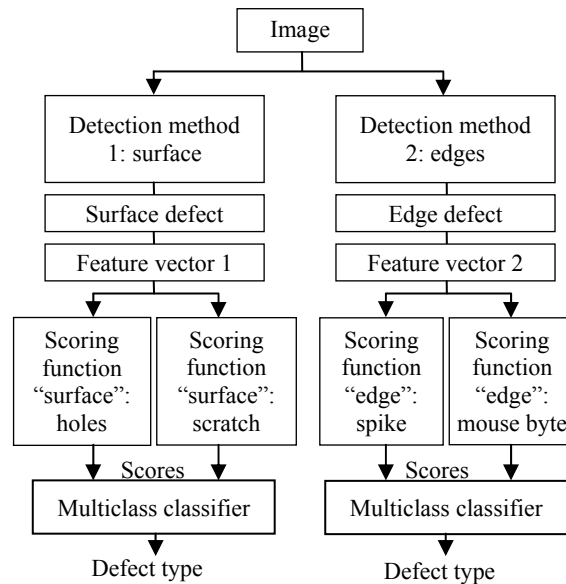 Image
Detection method
1: surface
Surface defect
Feature vector 1
Scoring
function
“surface”:
holes
Scoring
function
“surface”:
scratch
Scores
Multiclass classifier
Defect type
Detection method
2: edges
Edge defect
Feature vector 2
Scoring
function
“edge”:
spike
Scoring
function
“edge”:
mouse byte
Scores
Multiclass classifier
Defect type